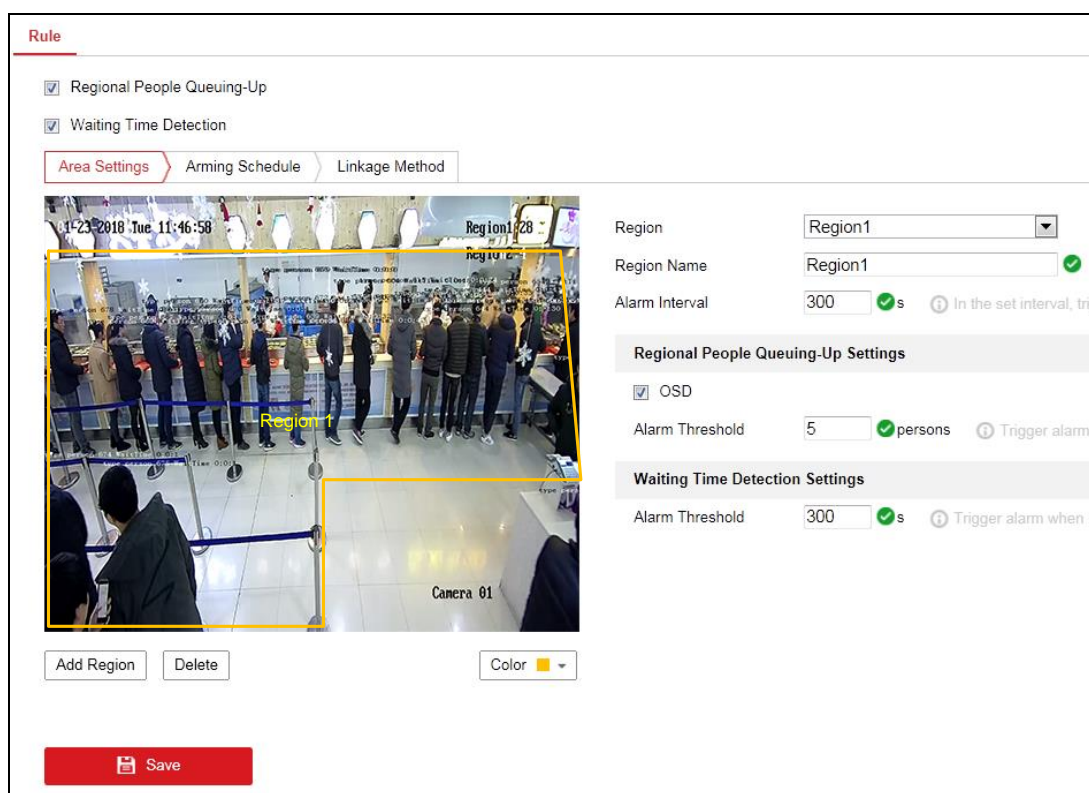 Rule
Regional People Queuing-Up
Waiting Time Detection
Area Settings
Arming Schedule
Linkage Method
1-23-2018 Tue 11:46:58
Region1 28
Region 1
Camera 01
Add Region
Delete
Color
Save
Region
Region1
Region Name
Region1
Alarm Interval
300
s
In the set interval, tri
Regional People Queuing-Up Settings
OSD
Alarm Threshold
5
persons
Trigger alarm
Waiting Time Detection Settings
Alarm Threshold
300
s
Trigger alarm when